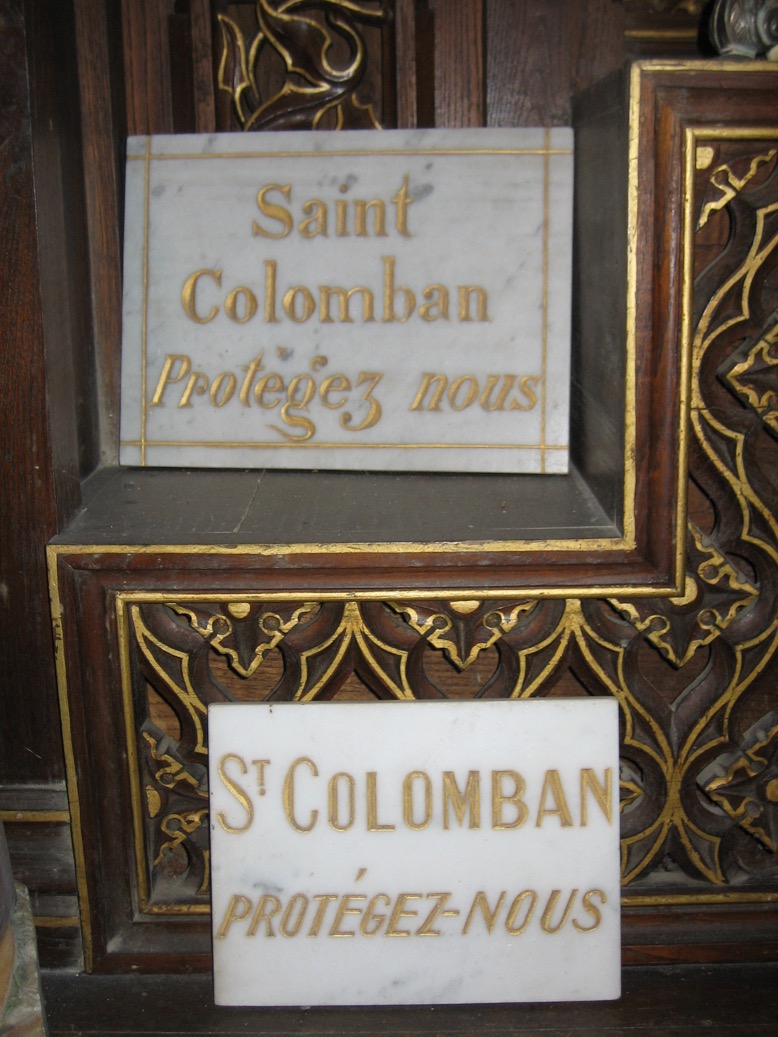 Saint
Colomban
Protégez nous
ST COLOMBAN
PROTÉGEZ-NOUS